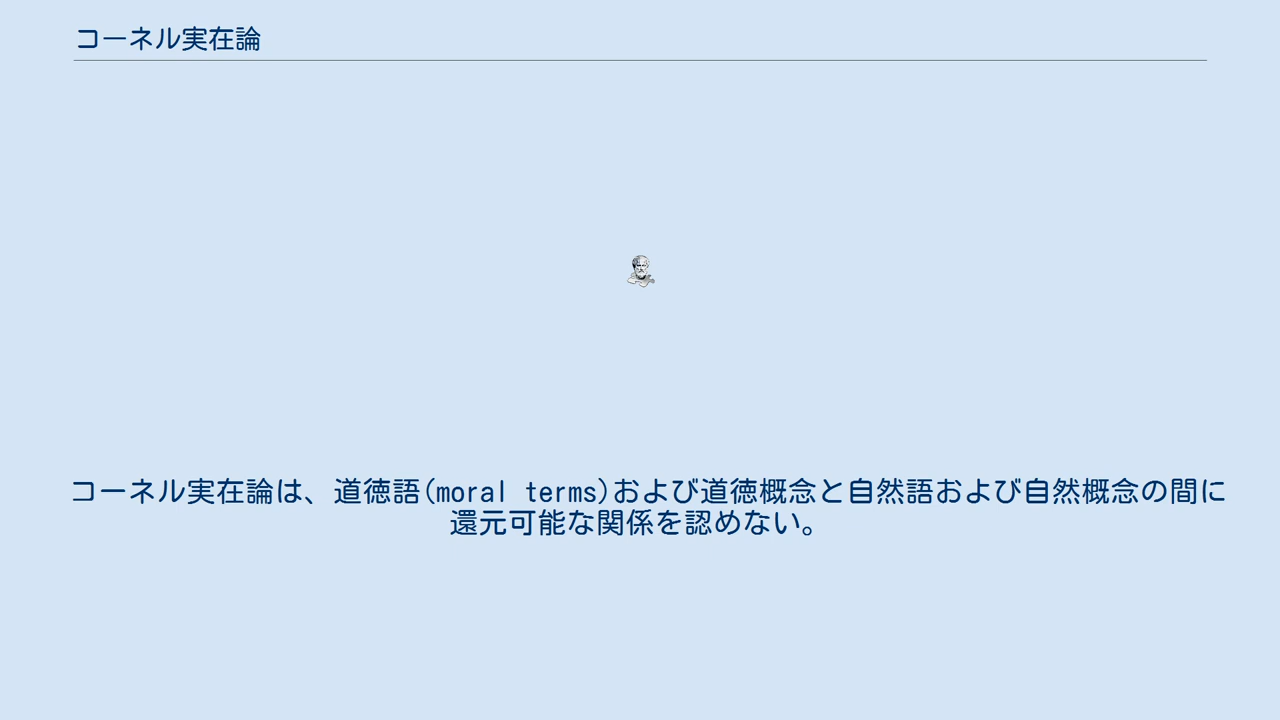 コーネル実在論
コーネル実在論は、道徳語(moral terms)および道徳概念と自然語および自然概念の間に
還元可能な関係を認めない。